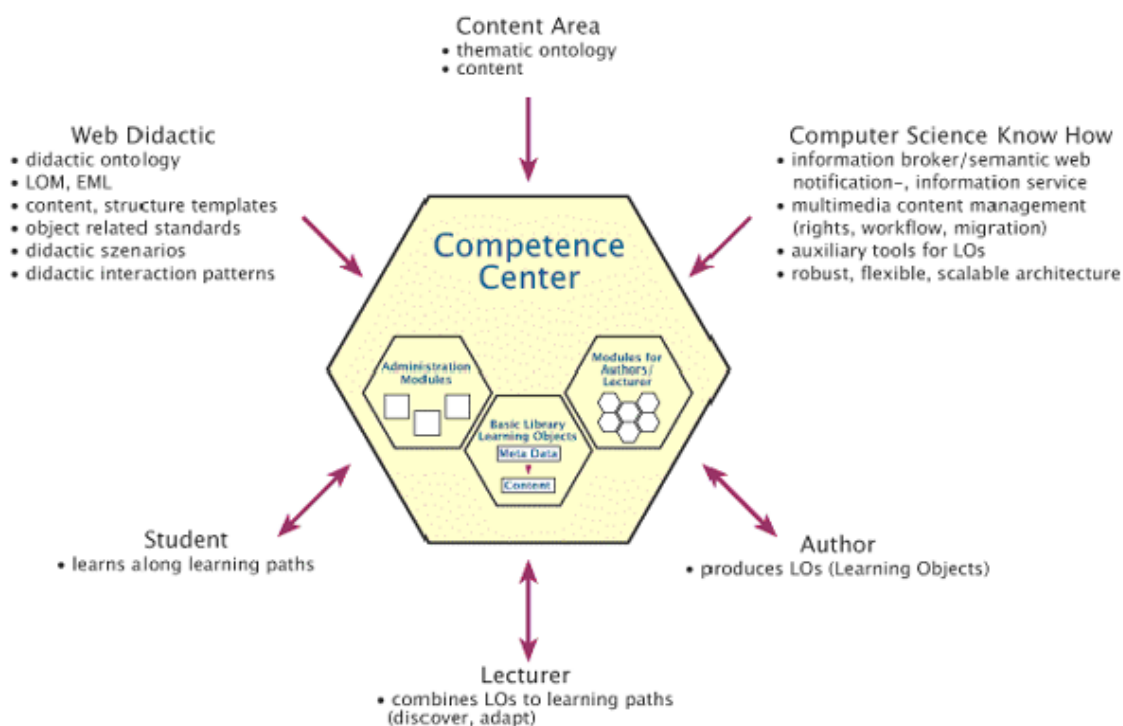 Content Area
• thematic ontology
• content
Web Didactic
• didactic ontology
• LOM, EML
• content, structure templates
• object related standards
• didactic szenarios
• didactic interaction patterns
Computer Science Know How
• information broker/semantic web
notification-, information service
• multimedia content management
(rights, workflow, migration)
• auxiliary tools for LOs
• robust, flexible, scalable architecture
Competence
Center
Administration
Modules
Basic Library
Learning Objects
Meta Data
Content
Modules for
Authors/
Lecturer
Student
• learns along learning paths
Lecturer
• combines LOs to learning paths
(discover, adapt)
Author
• produces LOs (Learning Objects)